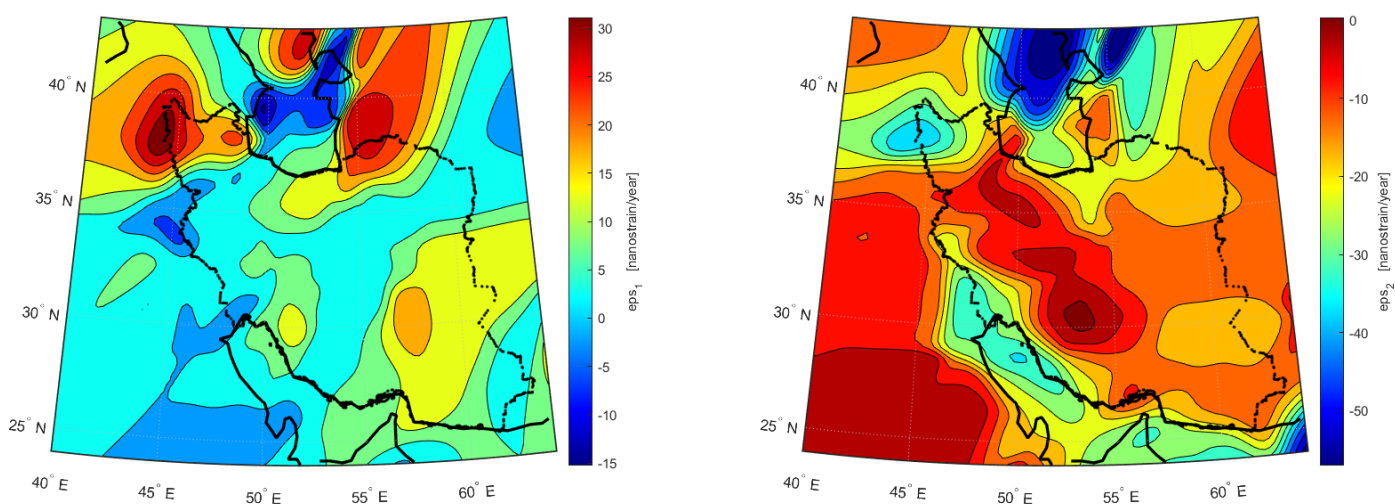 40° N
35° N
30° N
25° N
40° E
45° E
50° E
55° E
60° E
30
25
20
15
10
5
0
-5
-10
-15
eps1 [nanostrain/year]
40° N
35° N
30° N
25° N
40° E
45° E
50° E
55° E
60° E
0
-10
-20
-30
-40
-50
eps2 [nanostrain/year]